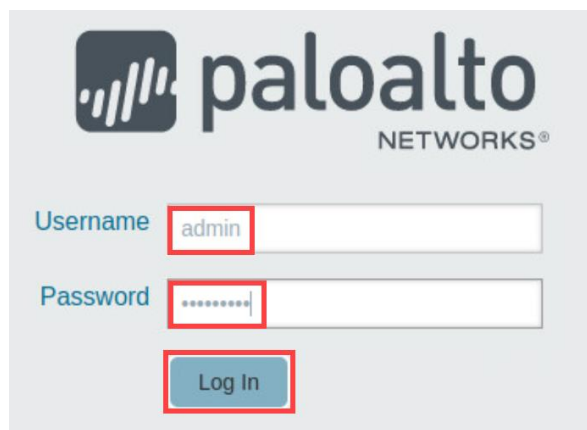 paloalto
NETWORKS®
Username admin
Password •••••••••
Log In